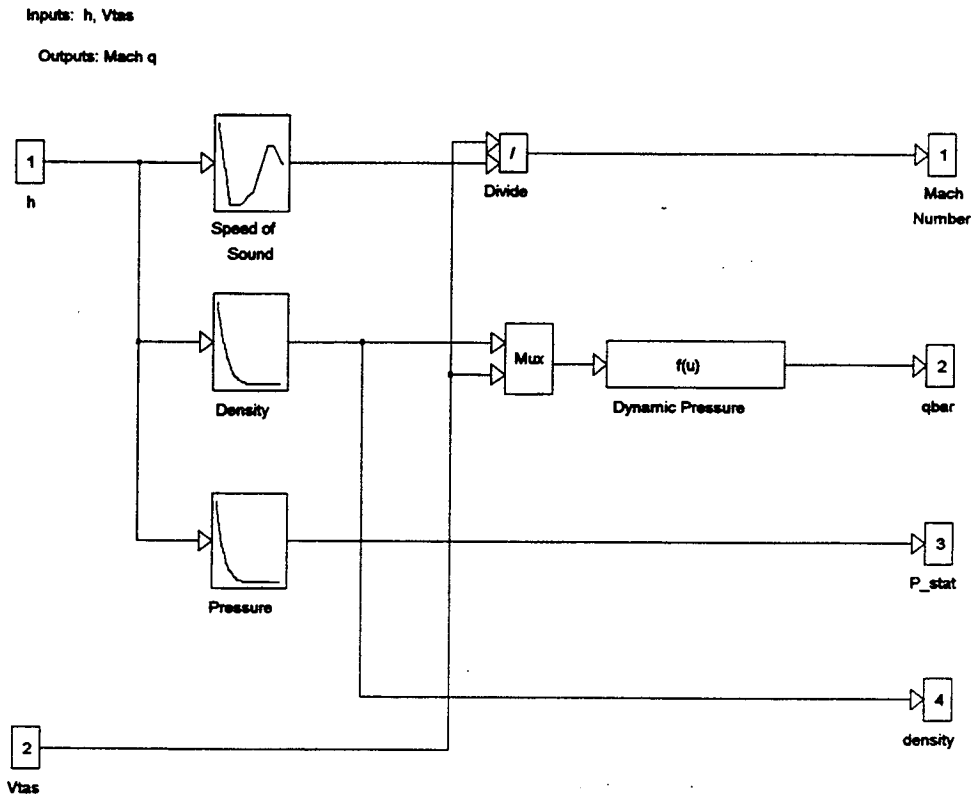 Inputs: h, Vtas
Outputs: Mach q
1
h
Speed of
Sound
/
Divide
1
Mach
Number
Density
Mux
f(u)
Dynamic Pressure
2
qbar
Pressure
3
P_stat
4
density
2
Vtas